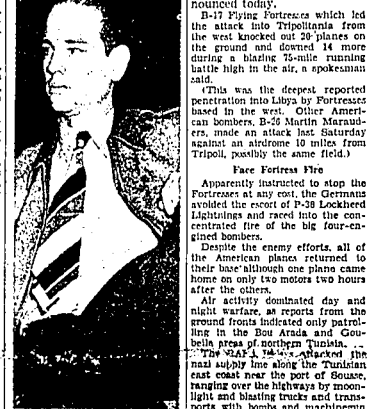 nounced today.
B-17 Flying Fortresses which led
the attack into Tripolitania from
the west knocked out 20 planes on
the ground and downed 14 more
during a blazing 75-mile running
battle high in the air, a spokesman
said.
(This was the deepest reported
penetration into Libya by Fortresses
based in the west. Other Ameri-
can bombers, B-26 Martin Maraud-
ers, made an attack last Saturday
against an airdrome 10 miles from
Tripoli, possibly the same field.)
Face Fortress Fire
Apparently instructed to stop the
Fortresses at any cost, the Germans
avoided the escort of P-38 Lockheed
Lightnings and raced into the con-
centrated fire of the big four-en-
gined bombers.
Despite the enemy efforts, all of
the American planes returned to
their base although one plane came
home on only two motors two hours
after the others.
Air activity dominated day and
night warfare, as reports from the
ground fronts indicated only patrol-
ling in the Bou Arada and Gou-
bella areas of northern Tunisia.
The RAF attacked the
nazi supply line along the Tunisian
east coast near the port of Sousse,
ranging over the highways by moon-
light and blasting trucks and trans-
ports with bombs and machinegun